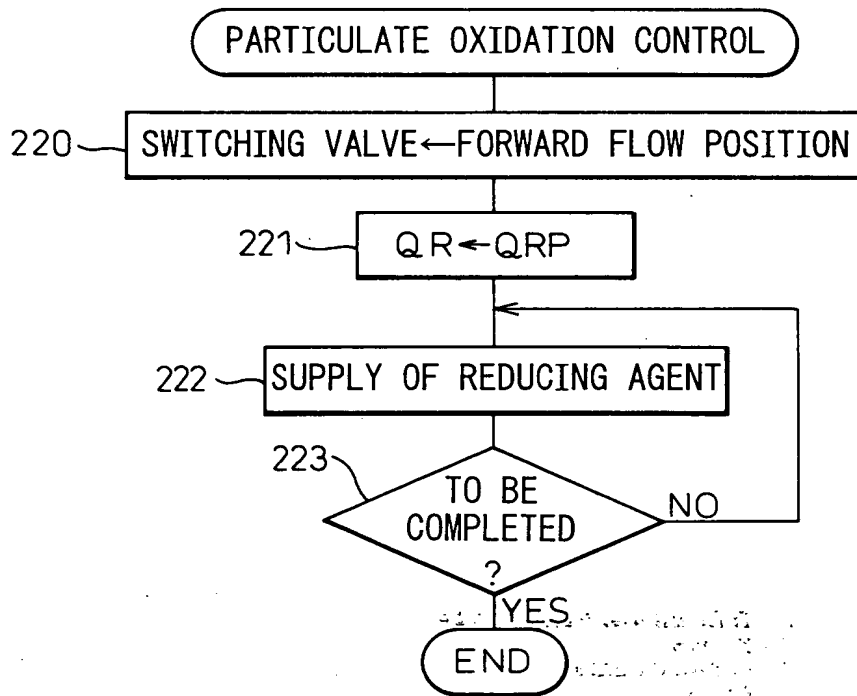 PARTICULATE OXIDATION CONTROL
220
SWITCHING VALVE←FORWARD FLOW POSITION
221
QR←QRP
222
SUPPLY OF REDUCING AGENT
223
TO BE
COMPLETED
?
NO
YES
END